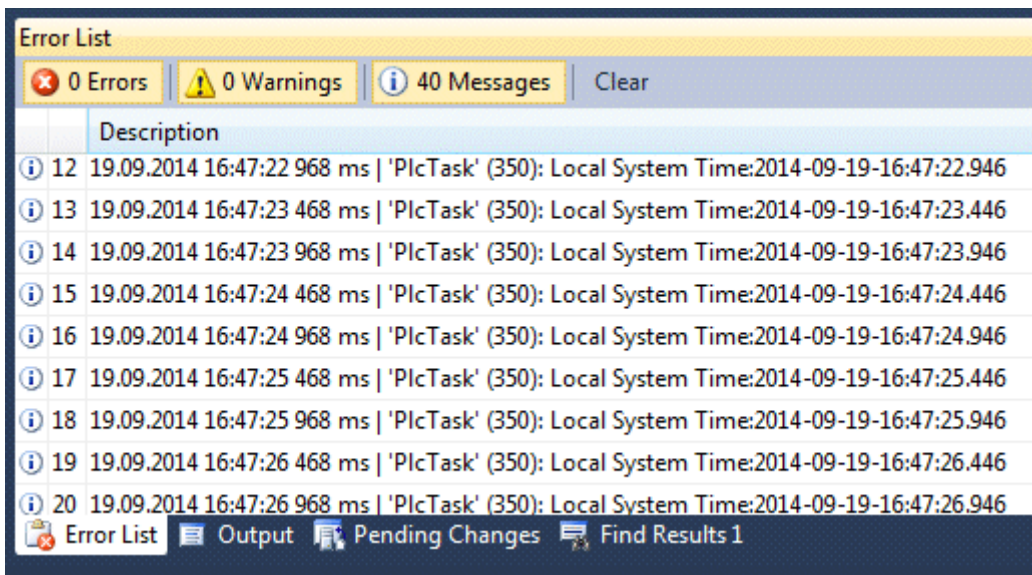 Error List
0 Errors 0 Warnings 40 Messages Clear
Description
12 19.09.2014 16:47:22 968 ms | 'PlcTask' (350): Local System Time:2014-09-19-16:47:22.946
13 19.09.2014 16:47:23 468 ms | 'PlcTask' (350): Local System Time:2014-09-19-16:47:23.446
14 19.09.2014 16:47:23 968 ms | 'PlcTask' (350): Local System Time:2014-09-19-16:47:23.946
15 19.09.2014 16:47:24 468 ms | 'PlcTask' (350): Local System Time:2014-09-19-16:47:24.446
16 19.09.2014 16:47:24 968 ms | 'PlcTask' (350): Local System Time:2014-09-19-16:47:24.946
17 19.09.2014 16:47:25 468 ms | 'PlcTask' (350): Local System Time:2014-09-19-16:47:25.446
18 19.09.2014 16:47:25 968 ms | 'PlcTask' (350): Local System Time:2014-09-19-16:47:25.946
19 19.09.2014 16:47:26 468 ms | 'PlcTask' (350): Local System Time:2014-09-19-16:47:26.446
20 19.09.2014 16:47:26 968 ms | 'PlcTask' (350): Local System Time:2014-09-19-16:47:26.946
Error List Output Pending Changes Find Results 1